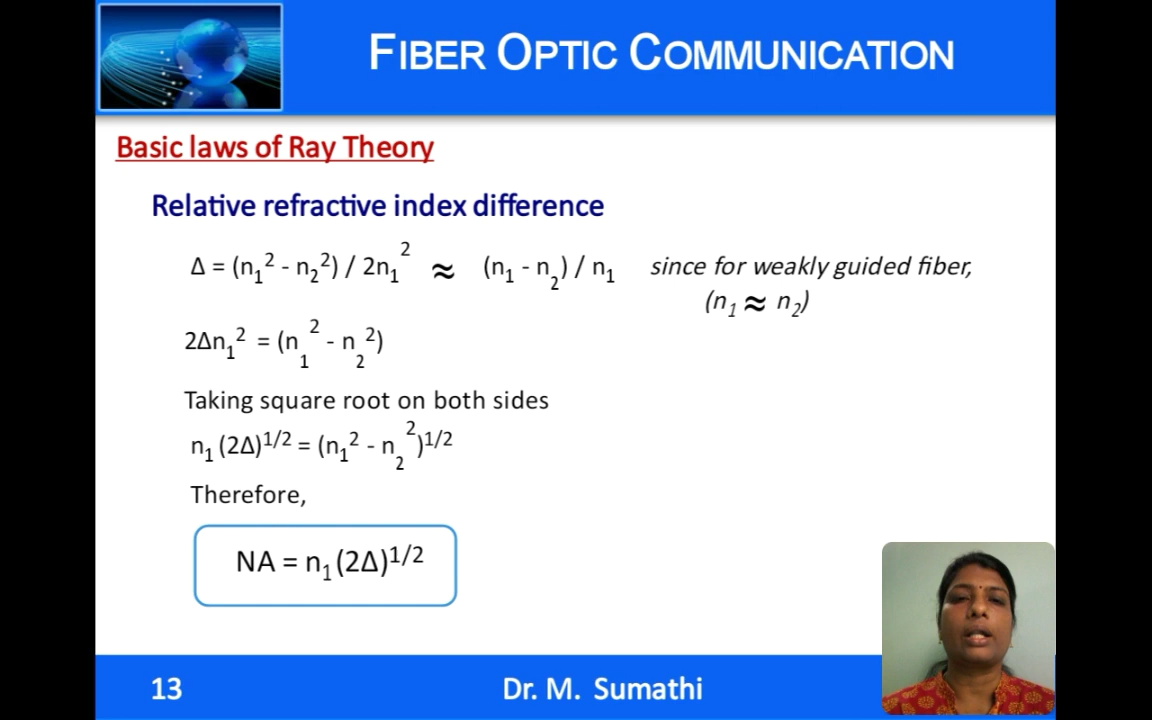 FIBER OPTIC COMMUNICATION
Basic laws of Ray Theory
Relative refractive index difference
Δ = (n₁² - n₂²) / 2n₁² ≈ (n₁ - n₂) / n₁ since for weakly guided fiber,
(n₁ ≈ n₂)
2Δn₁² = (n₁² - n₂²)
Taking square root on both sides
n₁ (2Δ)^1/2 = (n₁² - n₂²)^1/2
Therefore,
NA = n₁ (2Δ)^1/2
13 Dr. M. Sumathi